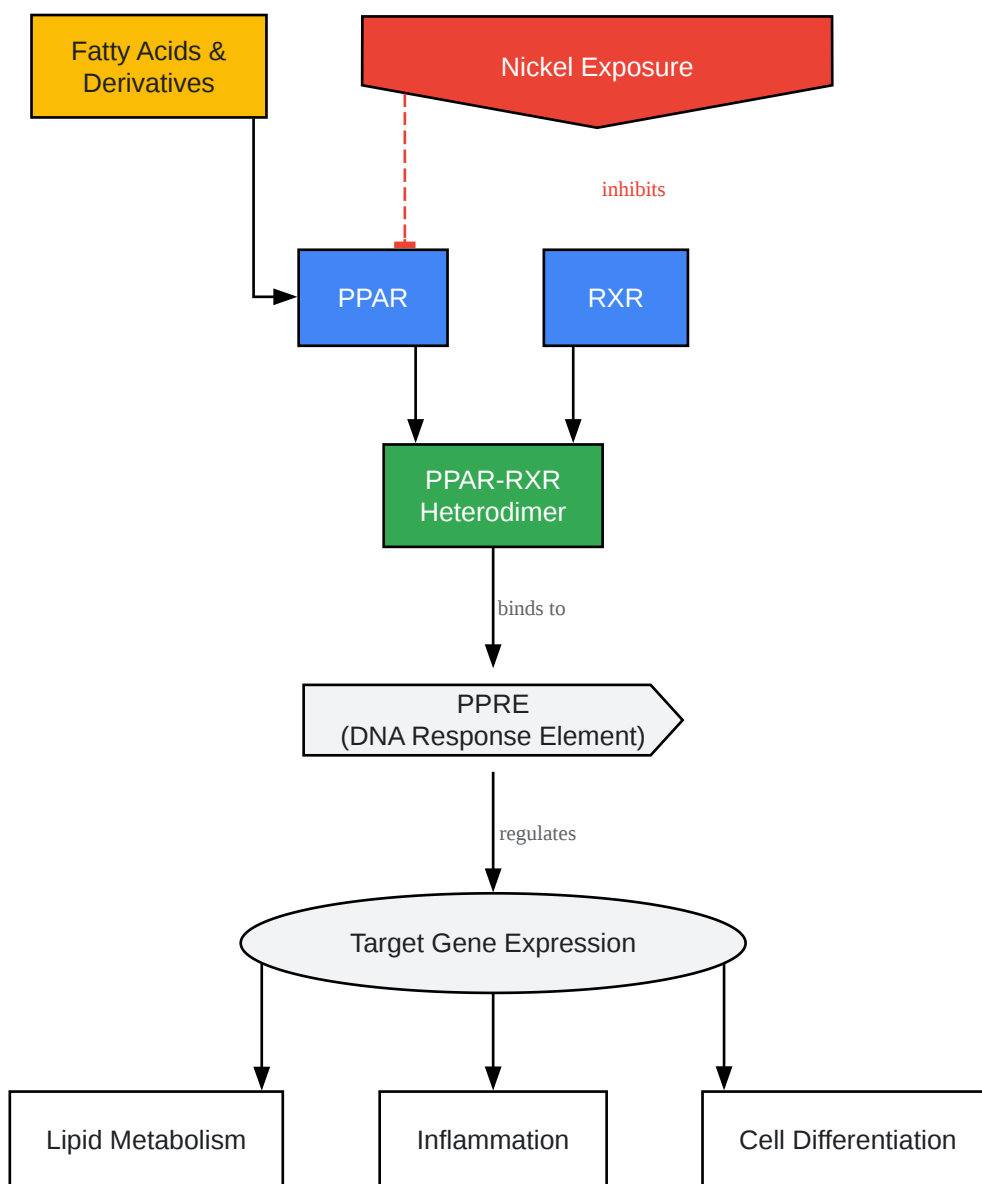 Fatty Acids &
Derivatives
Nickel Exposure
inhibits
PPAR
RXR
PPAR-RXR
Heterodimer
binds to
PPRE
(DNA Response Element)
regulates
Target Gene Expression
Lipid Metabolism
Inflammation
Cell Differentiation